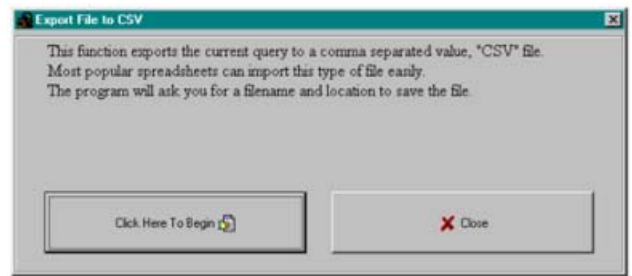 Export File to CSV
This function exports the current query to a comma separated value, "CSV" file.
Most popular spreadsheets can import this type of file easily.
The program will ask you for a filename and location to save the file.
Click Here To Begin
Close